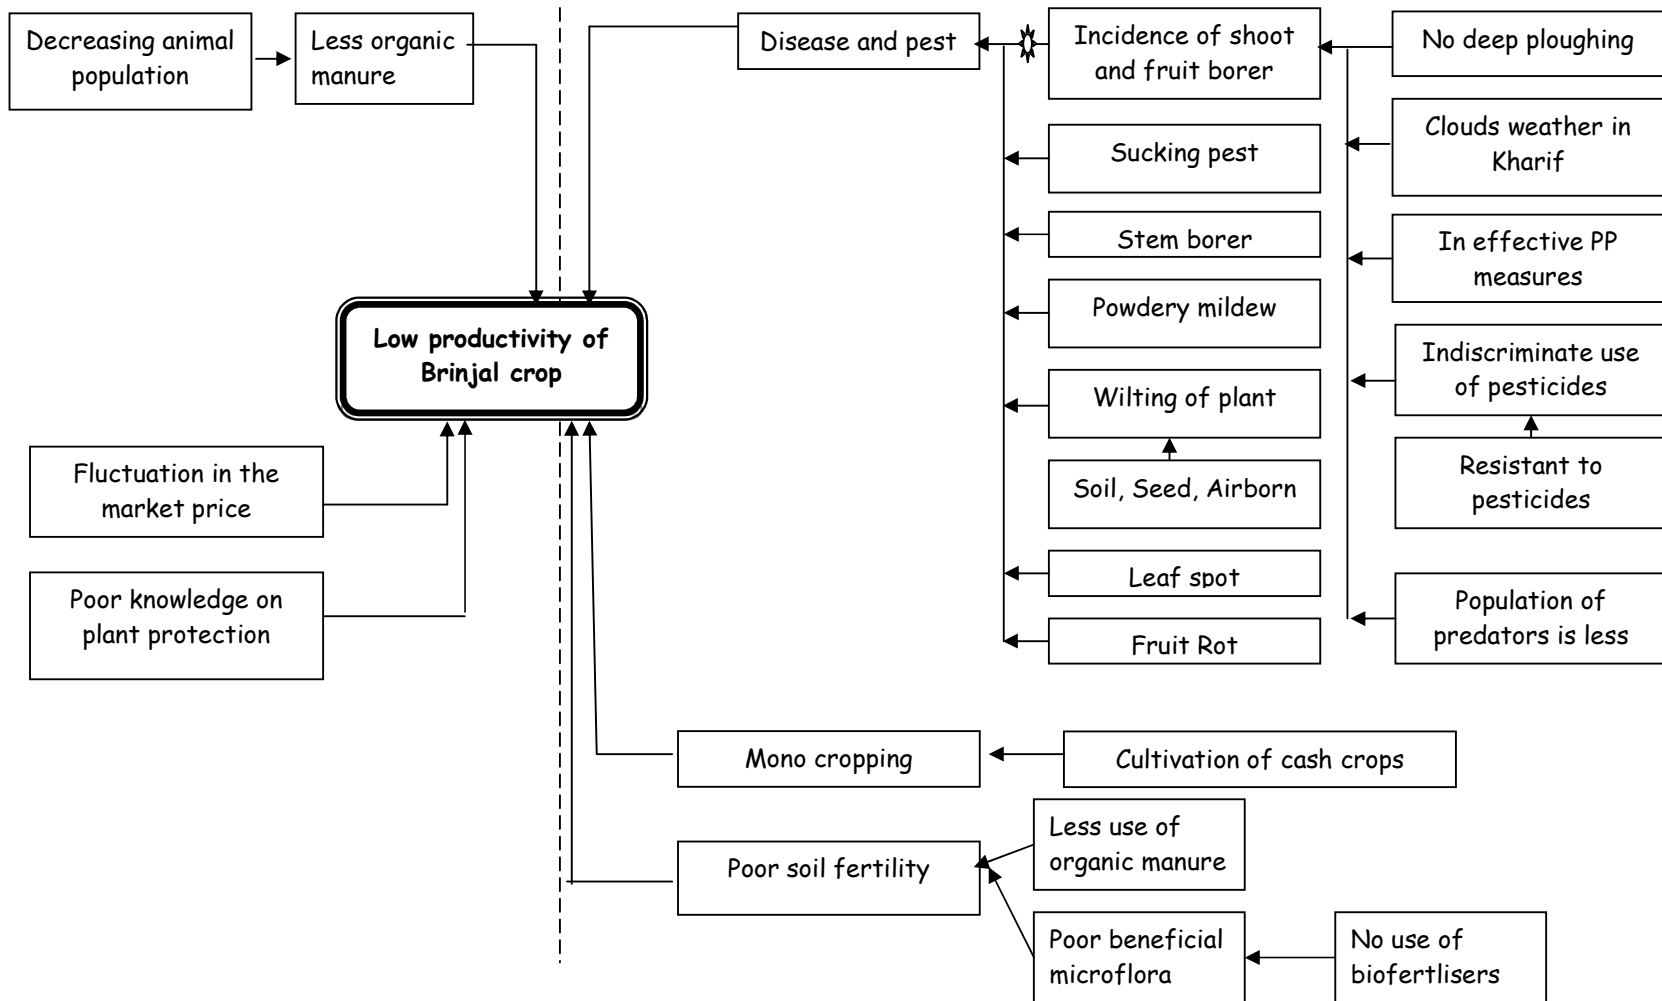 Decreasing animal
population
Less organic
manure
Disease and pest
Incidence of shoot
and fruit borer
No deep ploughing
Clouds weather in
Kharif
Sucking pest
Stem borer
In effective PP
measures
Powdery mildew
Low productivity of
Brinjal crop
Indiscriminate use
of pesticides
Wilting of plant
Fluctuation in the
market price
Soil, Seed, Airborn
Resistant to
pesticides
Poor knowledge on
plant protection
Leaf spot
Population of
predators is less
Fruit Rot
Mono cropping
Cultivation of cash crops
Poor soil fertility
Less use of
organic manure
Poor beneficial
microflora
No use of
biofertlisers